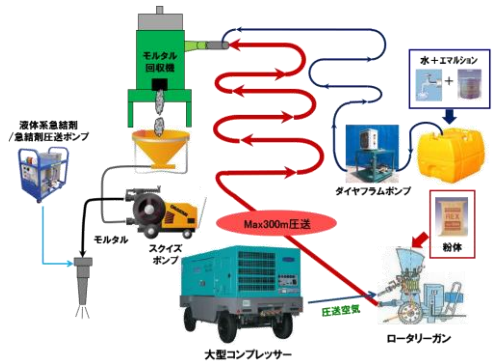 モルタル
回収機
水＋エマルション
液体系急結剤
/急結剤圧送ポンプ
ダイヤフラムポンプ
粉体
モルタル
スクイズ
ポンプ
Max300m圧送
圧送空気
ロータリーガン
大型コンプレッサー